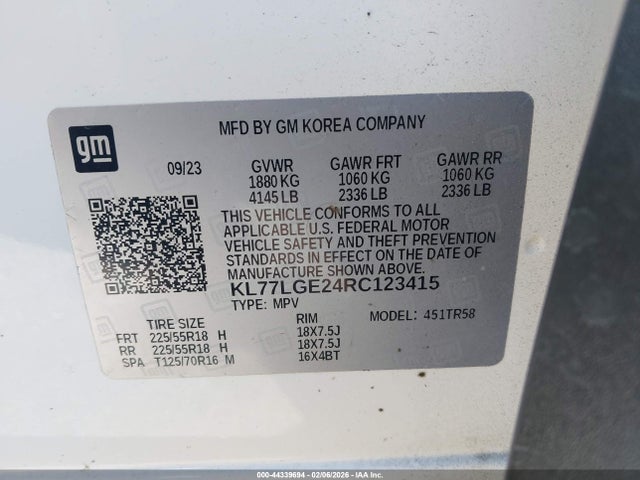 gm
MFD BY GM KOREA COMPANY
09/23 GVWR GAWR FRT GAWR RR
1880 KG 1060 KG 1060 KG
4145 LB 2336 LB 2336 LB
THIS VEHICLE CONFORMS TO ALL
APPLICABLE U.S. FEDERAL MOTOR
VEHICLE SAFETY AND THEFT PREVENTION
STANDARDS IN EFFECT ON THE DATE OF
MANUFACTURE SHOWN ABOVE.
KL77LGE24RC123415
TYPE: MPV
TIRE SIZE RIM MODEL: 451TR58
FRT 225/55R18 H 18X7.5J
RR 225/55R18 H 18X7.5J
SPA T125/70R16 M 16X4BT
000-44339694 02/06/2026 IAA Holdings, LLC